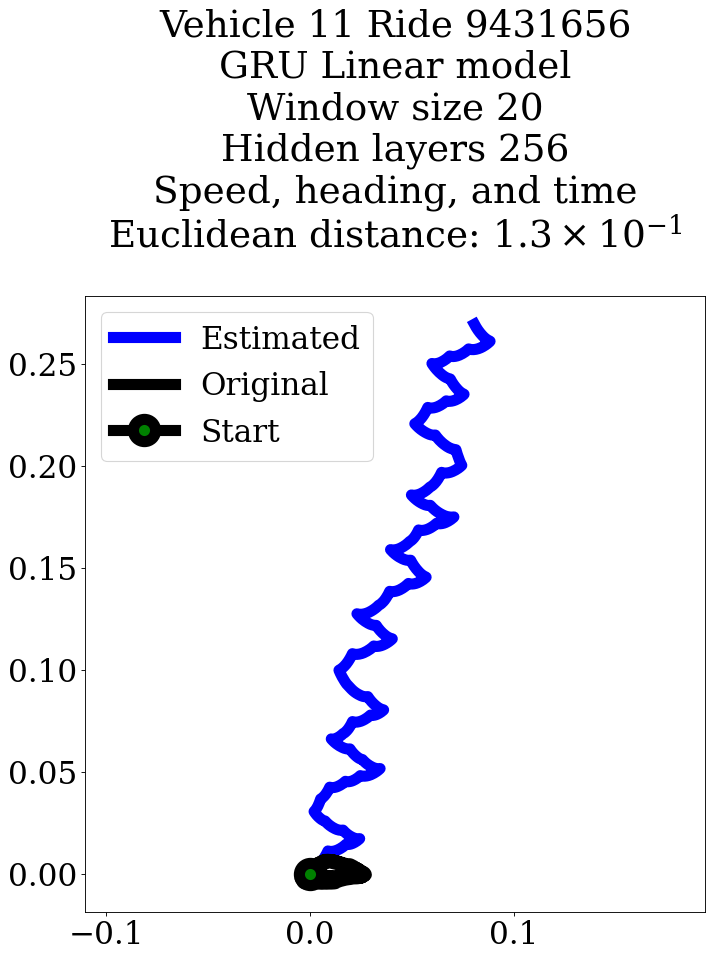 Vehicle 11 Ride 9431656
GRU Linear model
Window size 20
Hidden layers 256
Speed, heading, and time
Euclidean distance: 1.3 × 10⁻¹
Estimated
Original
Start
0.25
0.20
0.15
0.10
0.05
0.00
−0.1 0.0 0.1